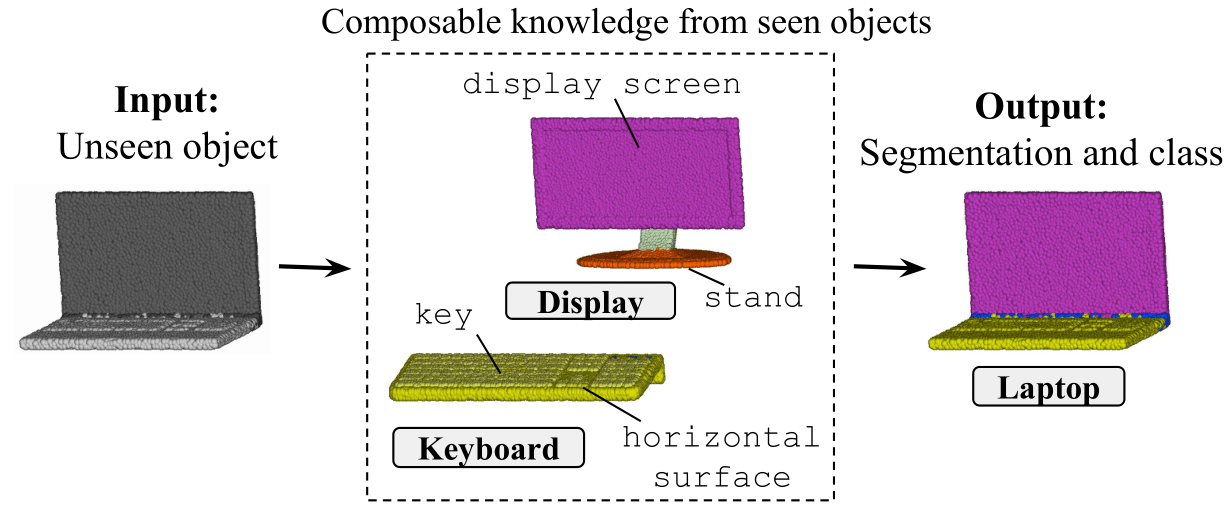 Composable knowledge from seen objects
Input:
Unseen object
display screen
stand
Display
key
horizontal
surface
Keyboard
Output:
Segmentation and class
Laptop